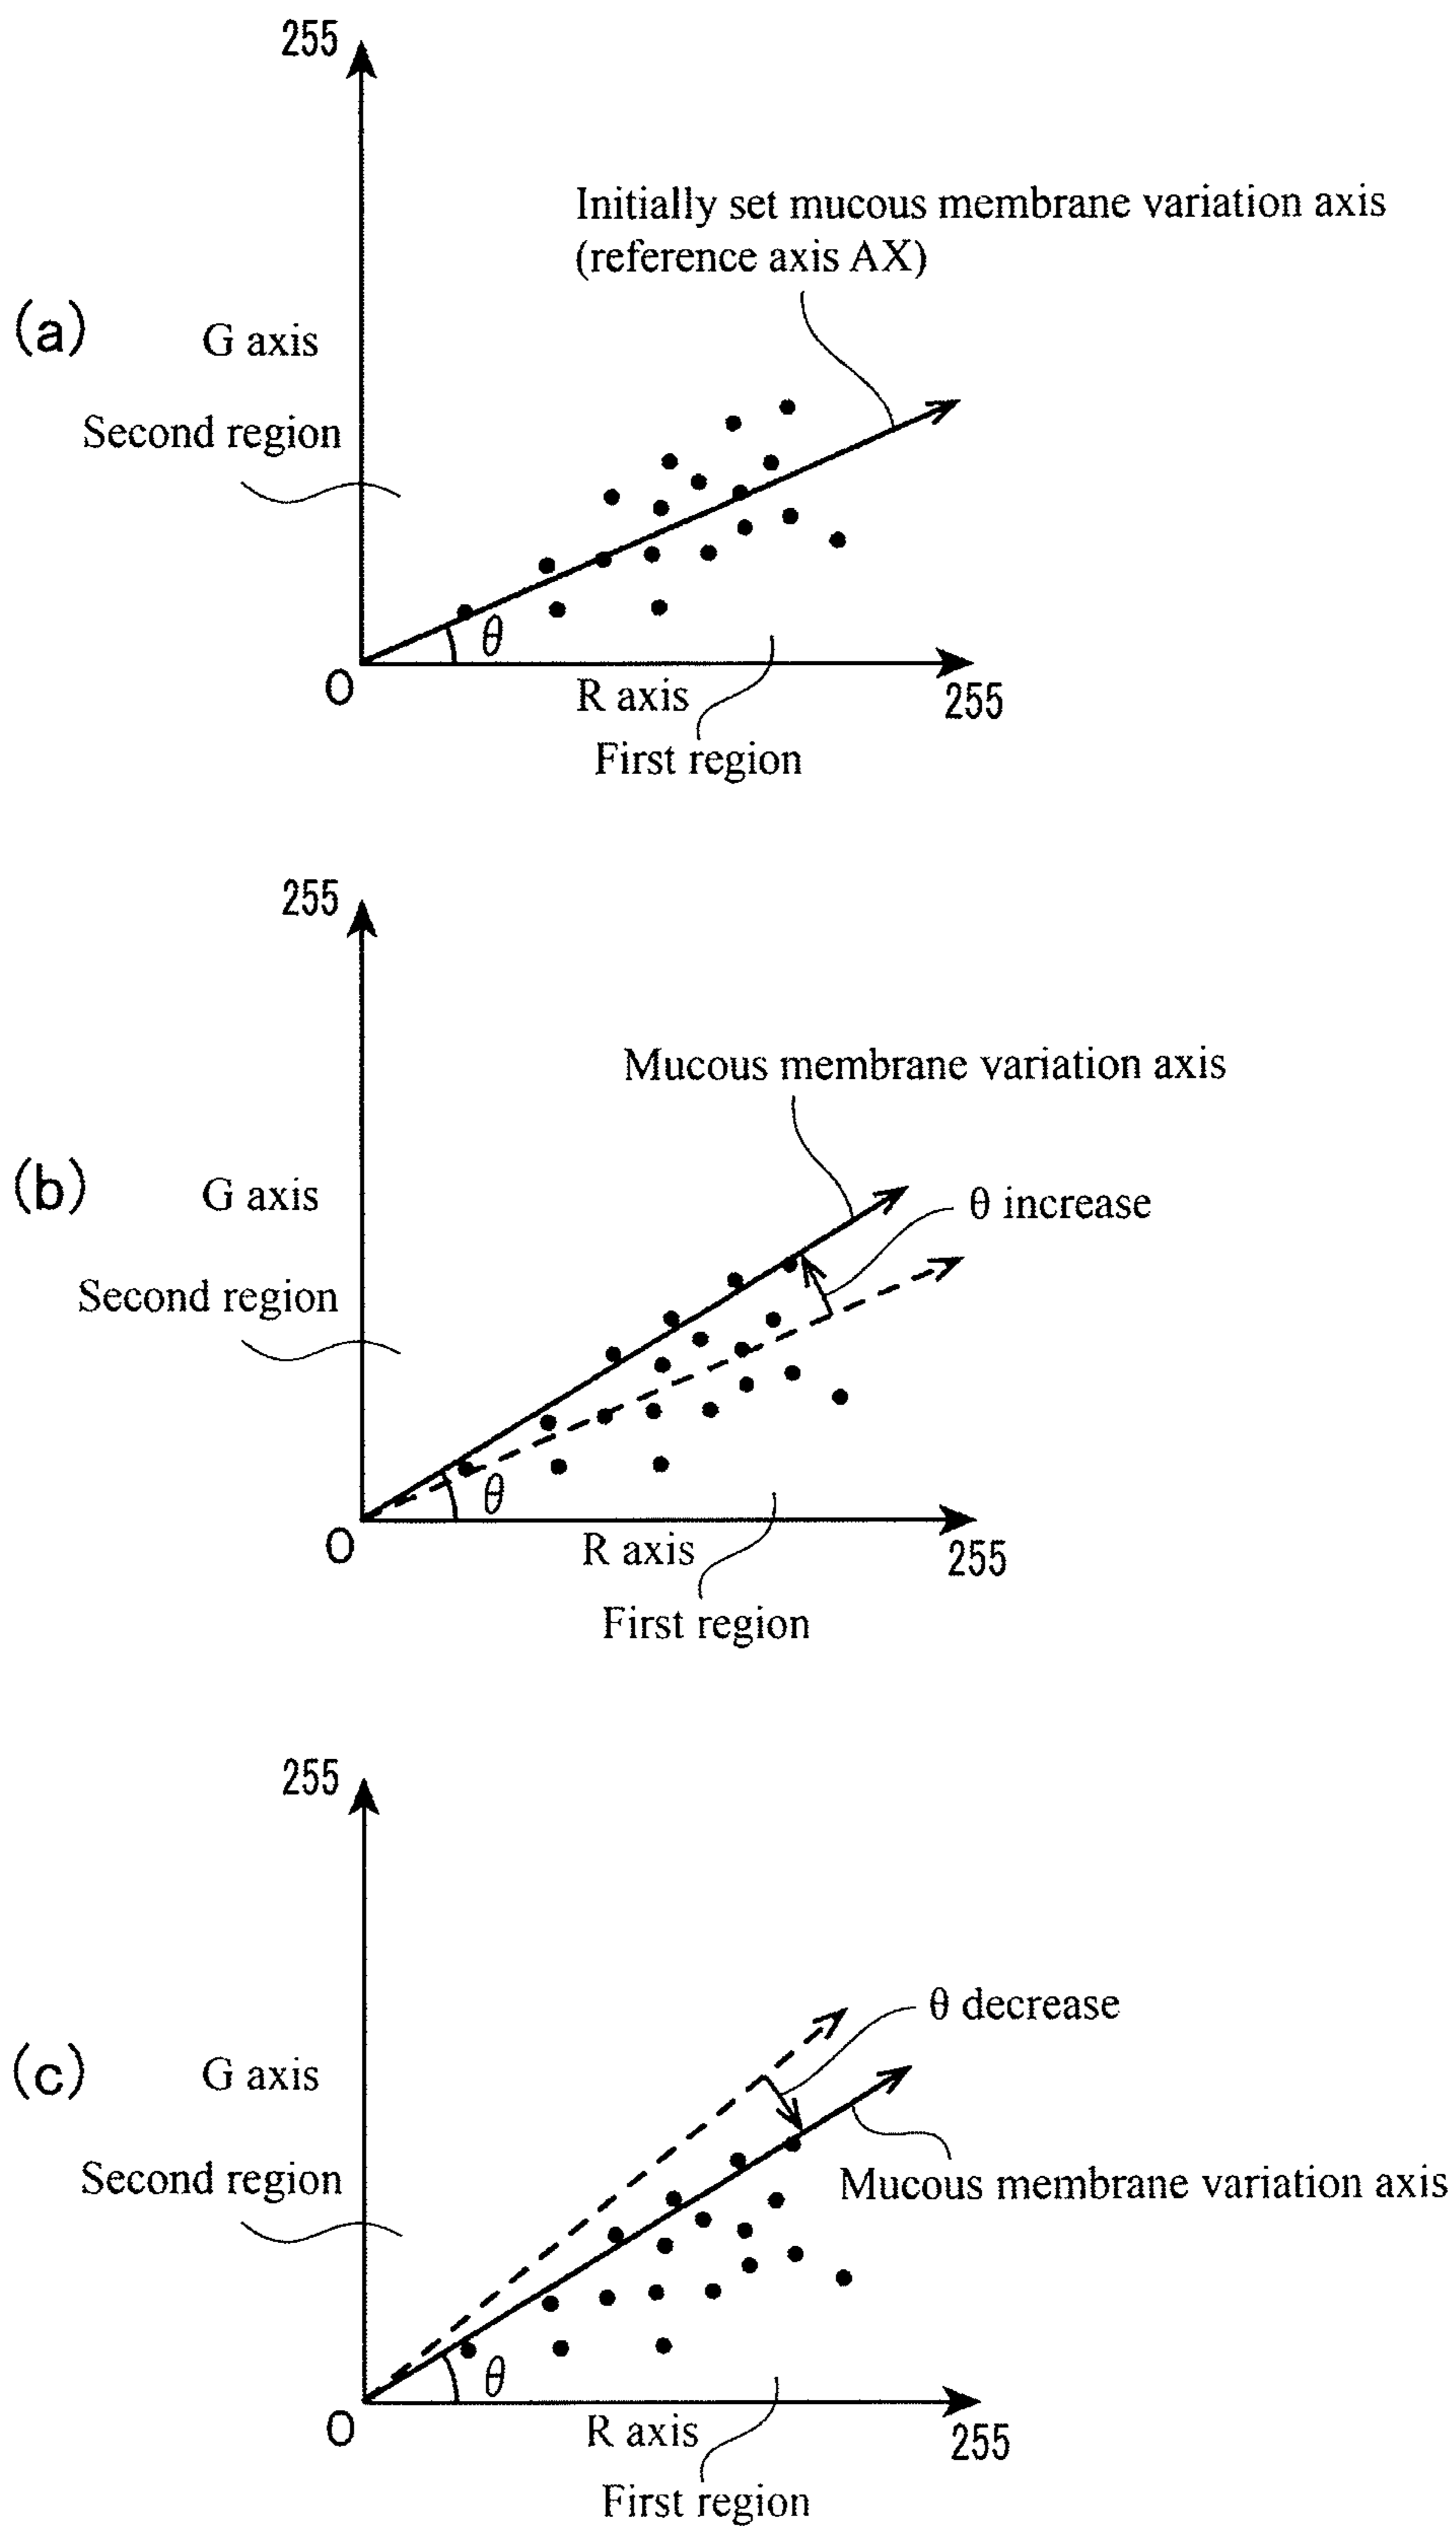 255
Initially set mucous membrane variation axis
(reference axis AX)
(a)
G axis
Second region
θ
O
R axis
255
First region
255
Mucous membrane variation axis
(b)
G axis
θ increase
Second region
θ
O
R axis
255
First region
255
θ decrease
(c)
G axis
Second region
Mucous membrane variation axis
θ
O
R axis
255
First region